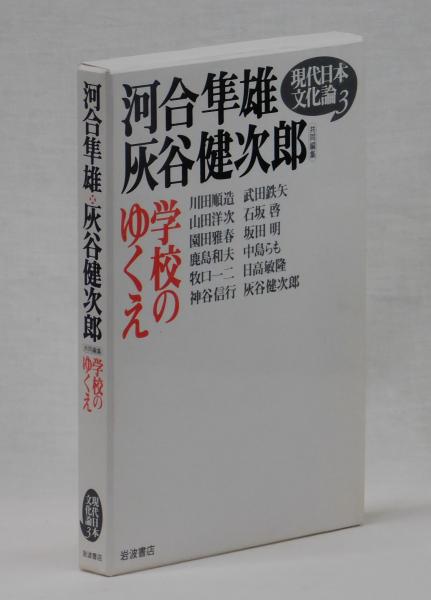 河合隼雄
灰谷健次郎
共同編集
現代日本
文化論3
学校の
ゆくえ
川田順造 武田鉄矢
山田洋次 石坂 啓
園田雅春 坂田 明
鹿島和夫 中島らも
牧口一二 日高敏隆
神谷信行 灰谷健次郎
岩波書店
河合隼雄※灰谷健次郎
共同編集
学校の
ゆくえ
現代日本
文化論3